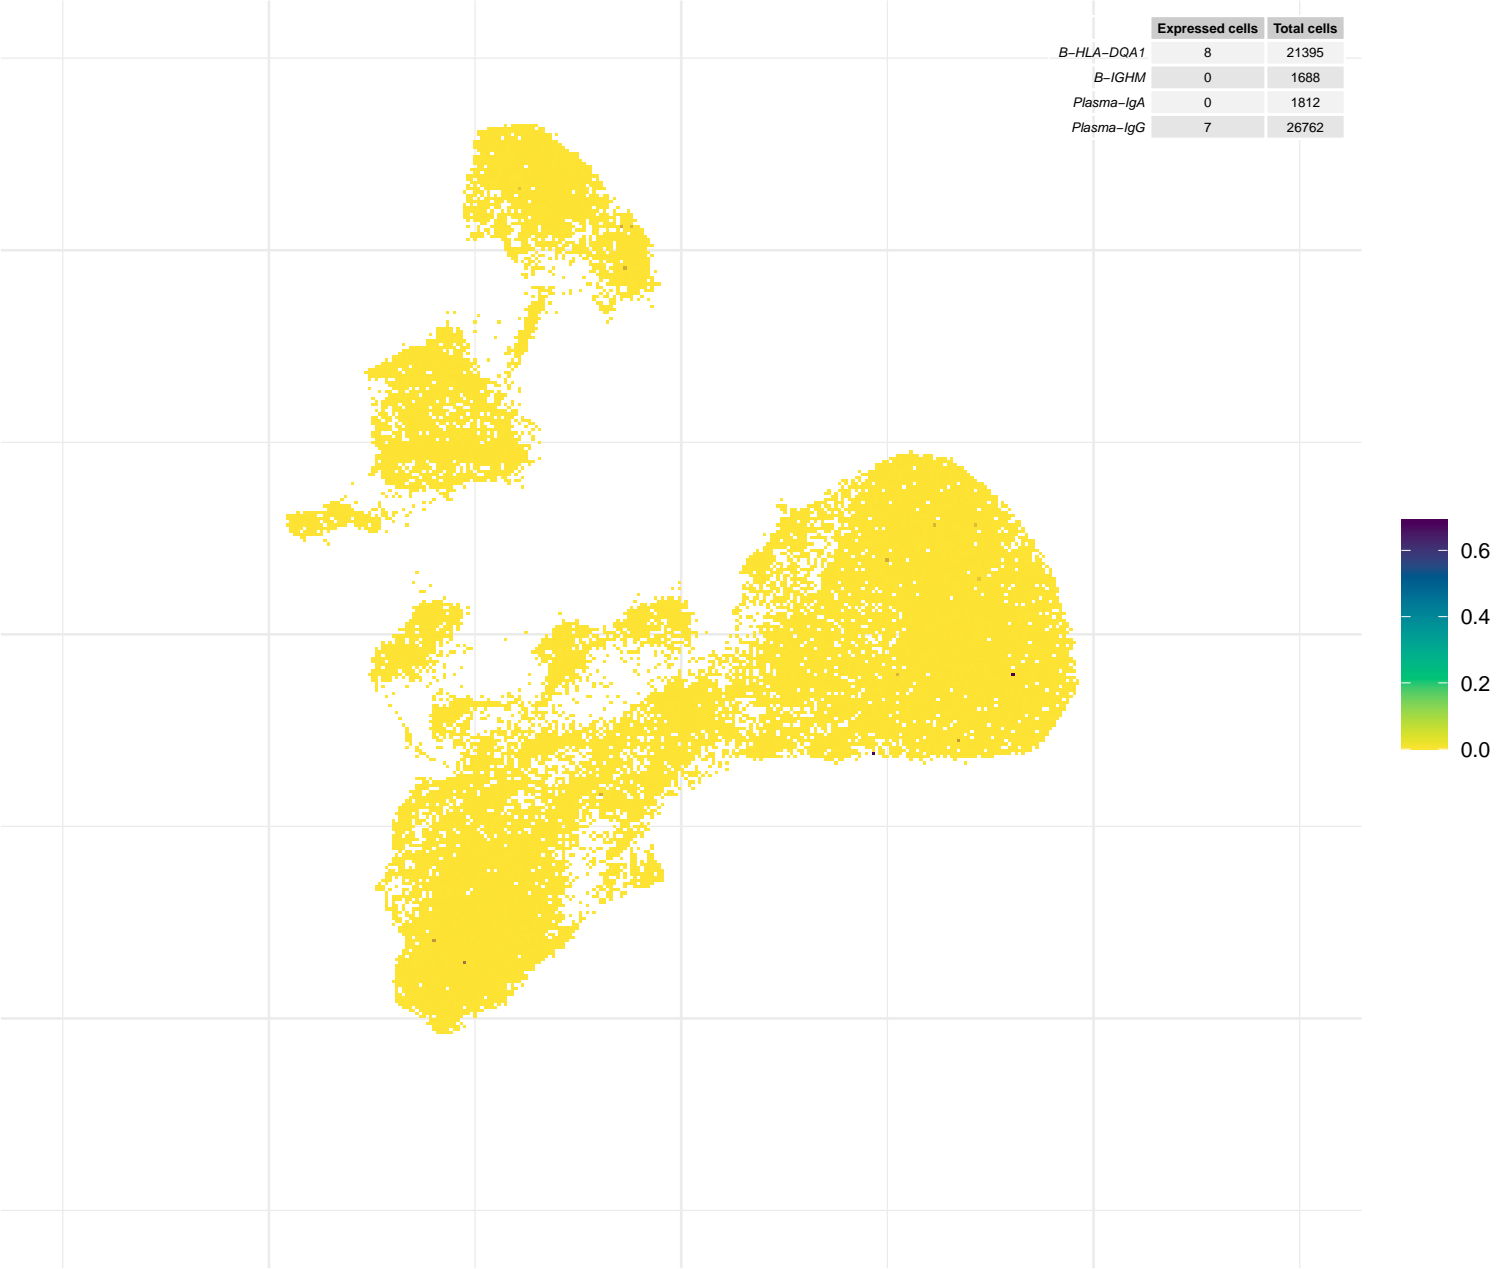 Expressed cells Total cells
B−HLA−DQA1 8 21395
B−IGHM 0 1688
Plasma−IgA 0 1812
Plasma−IgG 7 26762
0.6
0.4
0.2
0.0